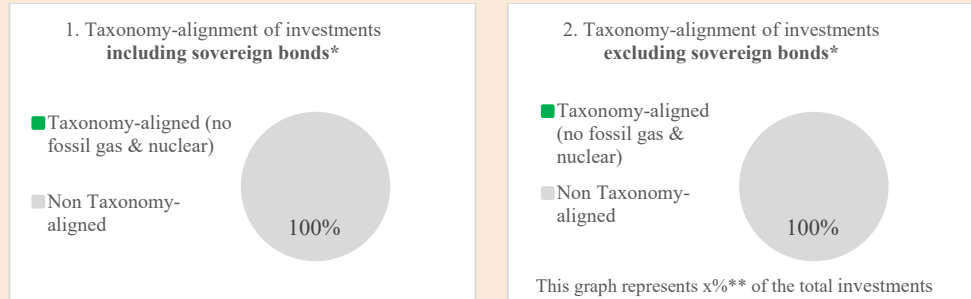 1. Taxonomy-alignment of investments
including sovereign bonds*
Taxonomy-aligned (no
fossil gas & nuclear)
Non Taxonomy-
aligned
100%
2. Taxonomy-alignment of investments
excluding sovereign bonds*
Taxonomy-aligned
(no fossil gas &
nuclear)
Non Taxonomy-
aligned
100%
This graph represents x%** of the total investments